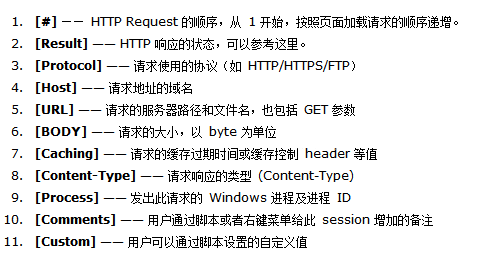 1. [#] —— HTTP Request 的顺序，从 1 开始，按照页面加载请求的顺序递增。
2. [Result] —— HTTP 响应的状态，可以参考这里。
3. [Protocol] —— 请求使用的协议（如 HTTP/HTTPS/FTP）
4. [Host] —— 请求地址的域名
5. [URL] —— 请求的服务器路径和文件名，也包括 GET 参数
6. [BODY] —— 请求的大小，以 byte 为单位
7. [Caching] —— 请求的缓存过期时间或缓存控制 header 等值
8. [Content-Type] —— 请求响应的类型 (Content-Type)
9. [Process] —— 发出此请求的 Windows 进程及进程 ID
10. [Comments] —— 用户通过脚本或者右键菜单给此 session 增加的备注
11. [Custom] —— 用户可以通过脚本设置的自定义值